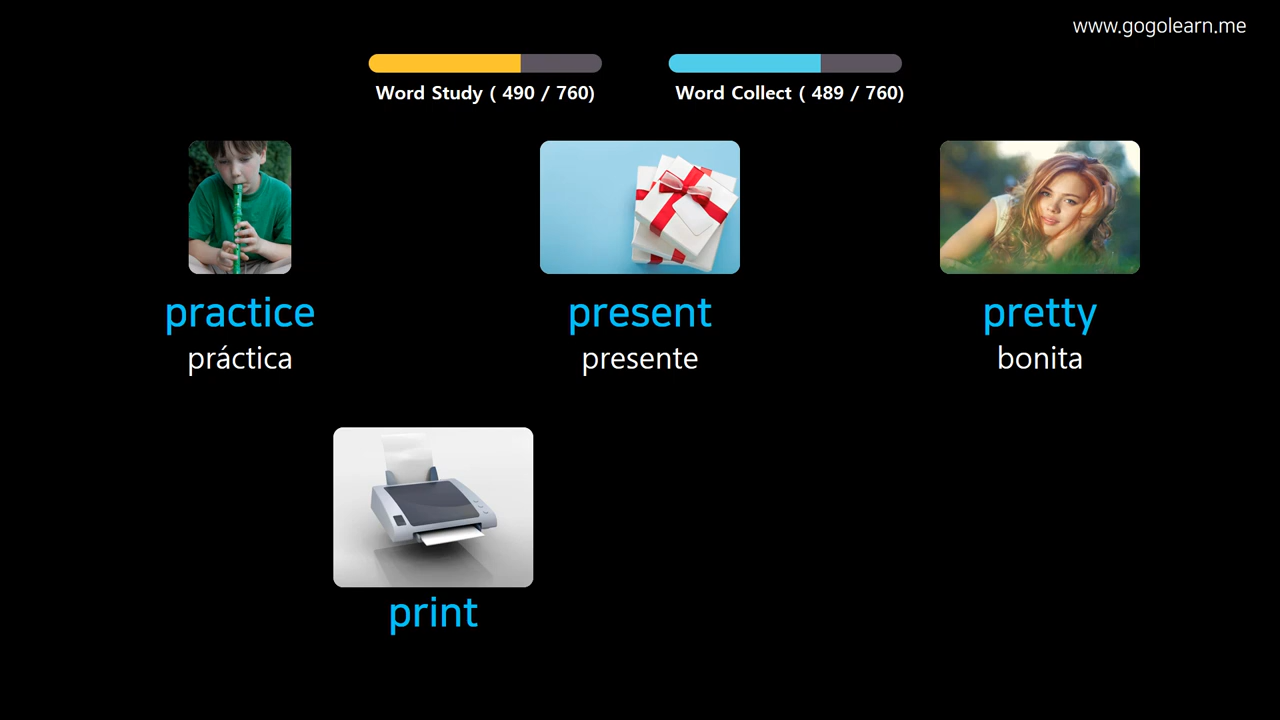 www.gogolearn.me
Word Study ( 490 / 760)
Word Collect ( 489 / 760)
practice
práctica
present
presente
pretty
bonita
print